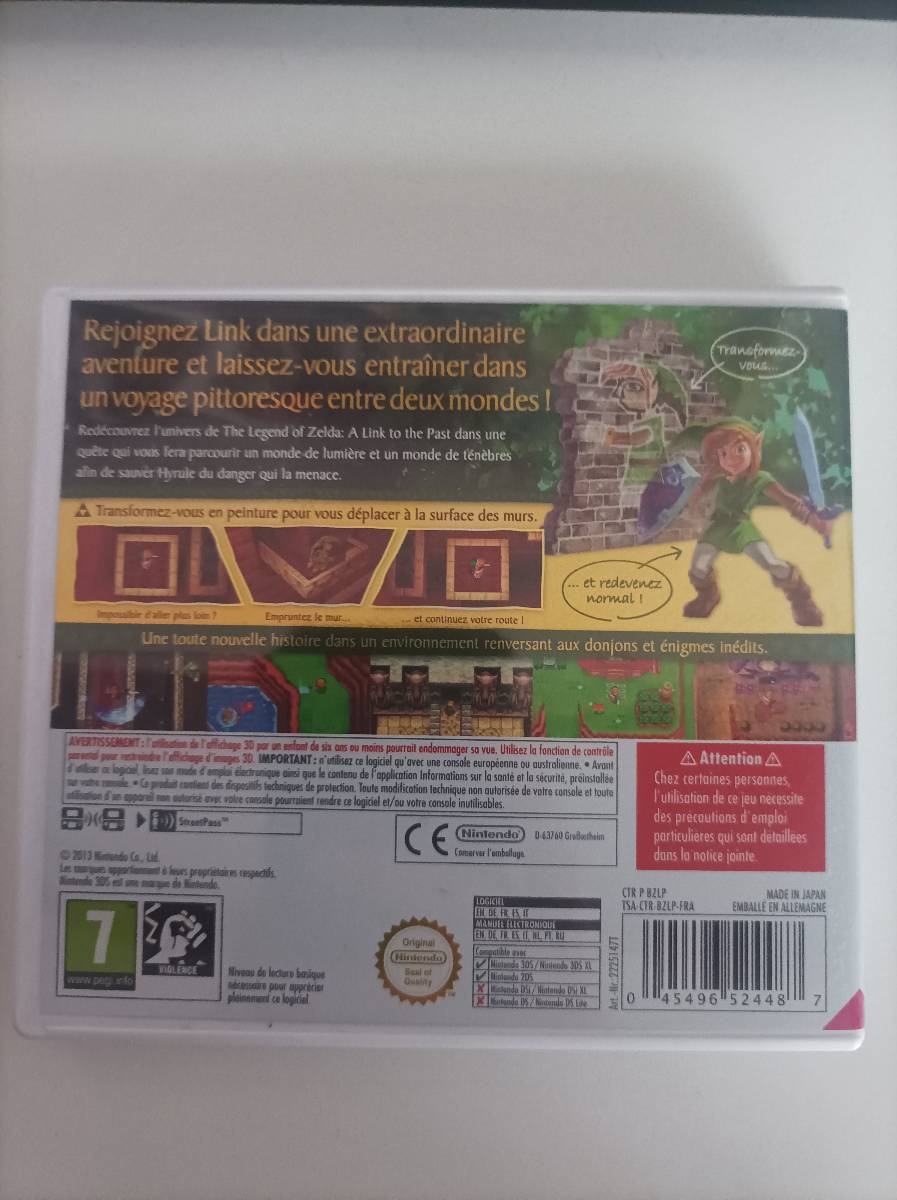 Rejoignez Link dans une extraordinaire
aventure et laissez-vous entraîner dans
un voyage pittoresque entre deux mondes !
Redécouvrez l'univers de The Legend of Zelda: A Link to the Past dans une
quête qui vous fera parcourir un monde de lumière et un monde de ténèbres
afin de sauver Hyrule du danger qui la menace.
Transformez-
vous...
Transformez-vous en peinture pour vous déplacer à la surface des murs.
... et redevenez
normal !
Impossible d'aller plus loin ?
Empruntez le mur...
... et continuez votre route !
Une toute nouvelle histoire dans un environnement renversant aux donjons et énigmes inédits.
AVERTISSEMENT : l'utilisation de l'affichage 3D par un enfant de six ans ou moins pourrait endommager sa vue. Utilisez la fonction de contrôle
parental pour restreindre l'affichage d'images 3D. IMPORTANT : n'utilisez ce logiciel qu'avec une console européenne ou australienne. • Avant
d'utiliser ce logiciel, lisez son mode d'emploi électronique ainsi que le contenu de l'application Informations sur la santé et la sécurité, préinstallée
sur votre console. • Ce produit contient des dispositifs techniques de protection. Toute modification technique non autorisée de votre console et toute
utilisation d'un appareil non autorisé avec votre console pourraient rendre ce logiciel et/ou votre console inutilisables.
⚠ Attention ⚠
Chez certaines personnes,
l'utilisation de ce jeu nécessite
des précautions d'emploi
particulières qui sont détaillées
dans la notice jointe.
StreetPass™
CE
Nintendo
D-63760 Großostheim
Conserver l'emballage.
© 2013 Nintendo Co., Ltd.
Les marques appartiennent à leurs propriétaires respectifs.
Nintendo 3DS est une marque de Nintendo.
CTR P BZLP
TSA-CTR-BZLP-FRA
MADE IN JAPAN
EMBALLÉ EN ALLEMAGNE
7
www.pegi.info
VIOLENCE
Niveau de lecture basique
nécessaire pour apprécier
pleinement ce logiciel
Original
Nintendo
Seal of
Quality
™
LOGICIEL
EN, DE, FR, ES, IT
MANUEL ÉLECTRONIQUE
EN, DE, FR, ES, IT, NL, PT, RU
Compatible avec
Nintendo 3DS / Nintendo 3DS XL
Nintendo 2DS
Nintendo DSi / Nintendo DSi XL
Nintendo DS / Nintendo DS Lite
Art.-Nr. 2225147T
0 45496 52448 7